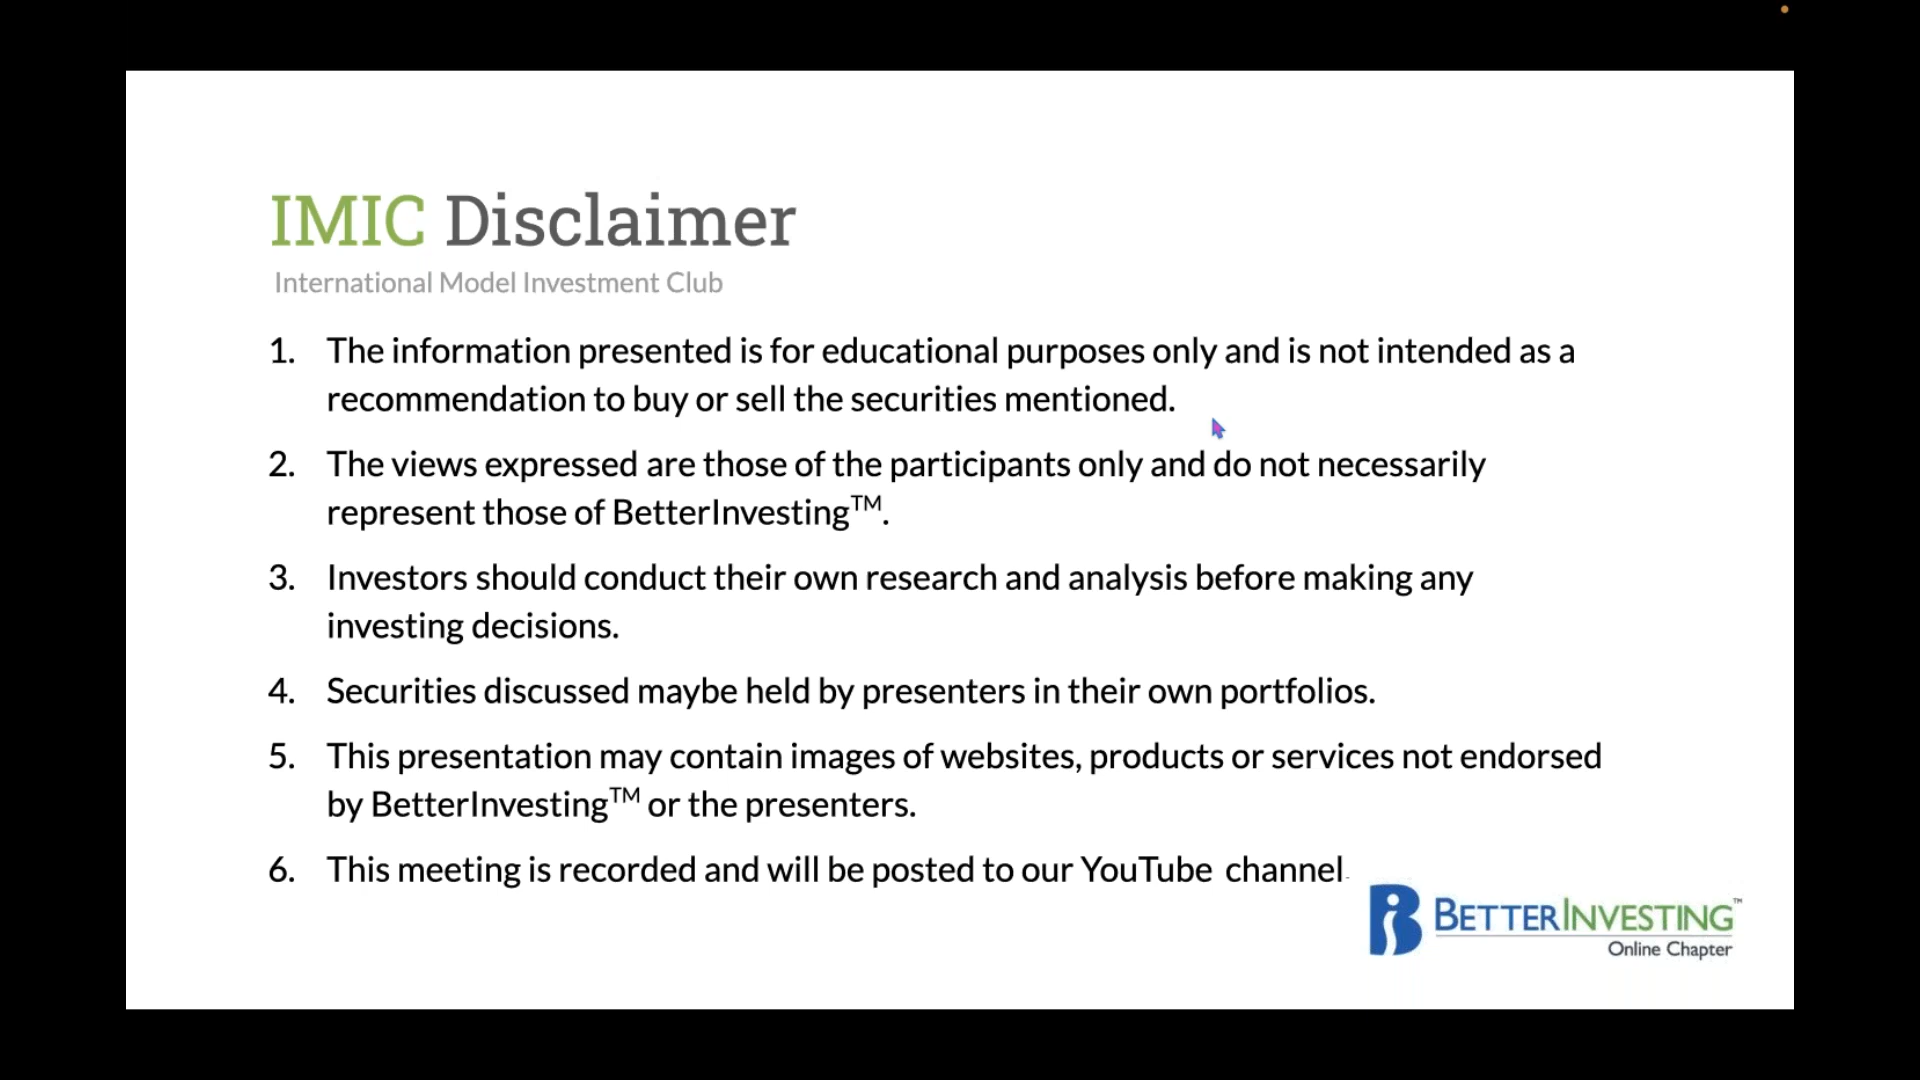 IMIC Disclaimer
International Model Investment Club
1. The information presented is for educational purposes only and is not intended as a
recommendation to buy or sell the securities mentioned.
2. The views expressed are those of the participants only and do not necessarily
represent those of BetterInvesting™.
3. Investors should conduct their own research and analysis before making any
investing decisions.
4. Securities discussed maybe held by presenters in their own portfolios.
5. This presentation may contain images of websites, products or services not endorsed
by BetterInvesting™ or the presenters.
6. This meeting is recorded and will be posted to our YouTube channel.
BETTERINVESTING™
Online Chapter